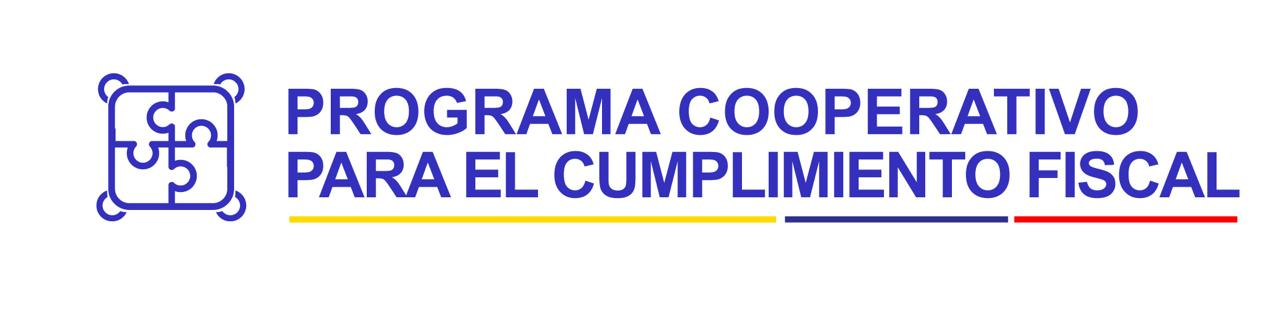 PROGRAMA COOPERATIVO
PARA EL CUMPLIMIENTO FISCAL